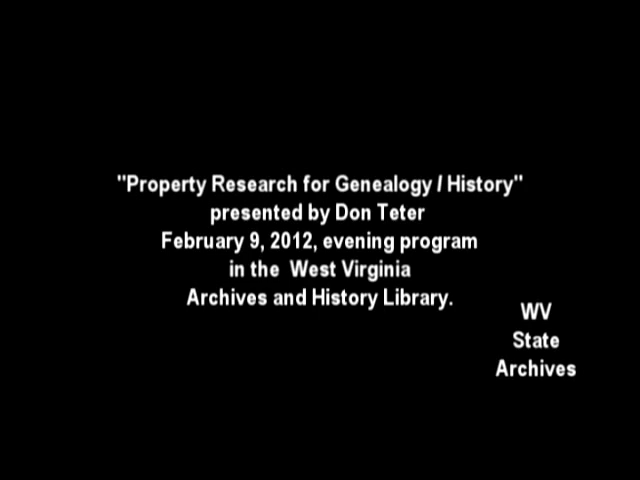 "Property Research for Genealogy / History"
presented by Don Teter
February 9, 2012, evening program
in the West Virginia
Archives and History Library.
WV
State
Archives